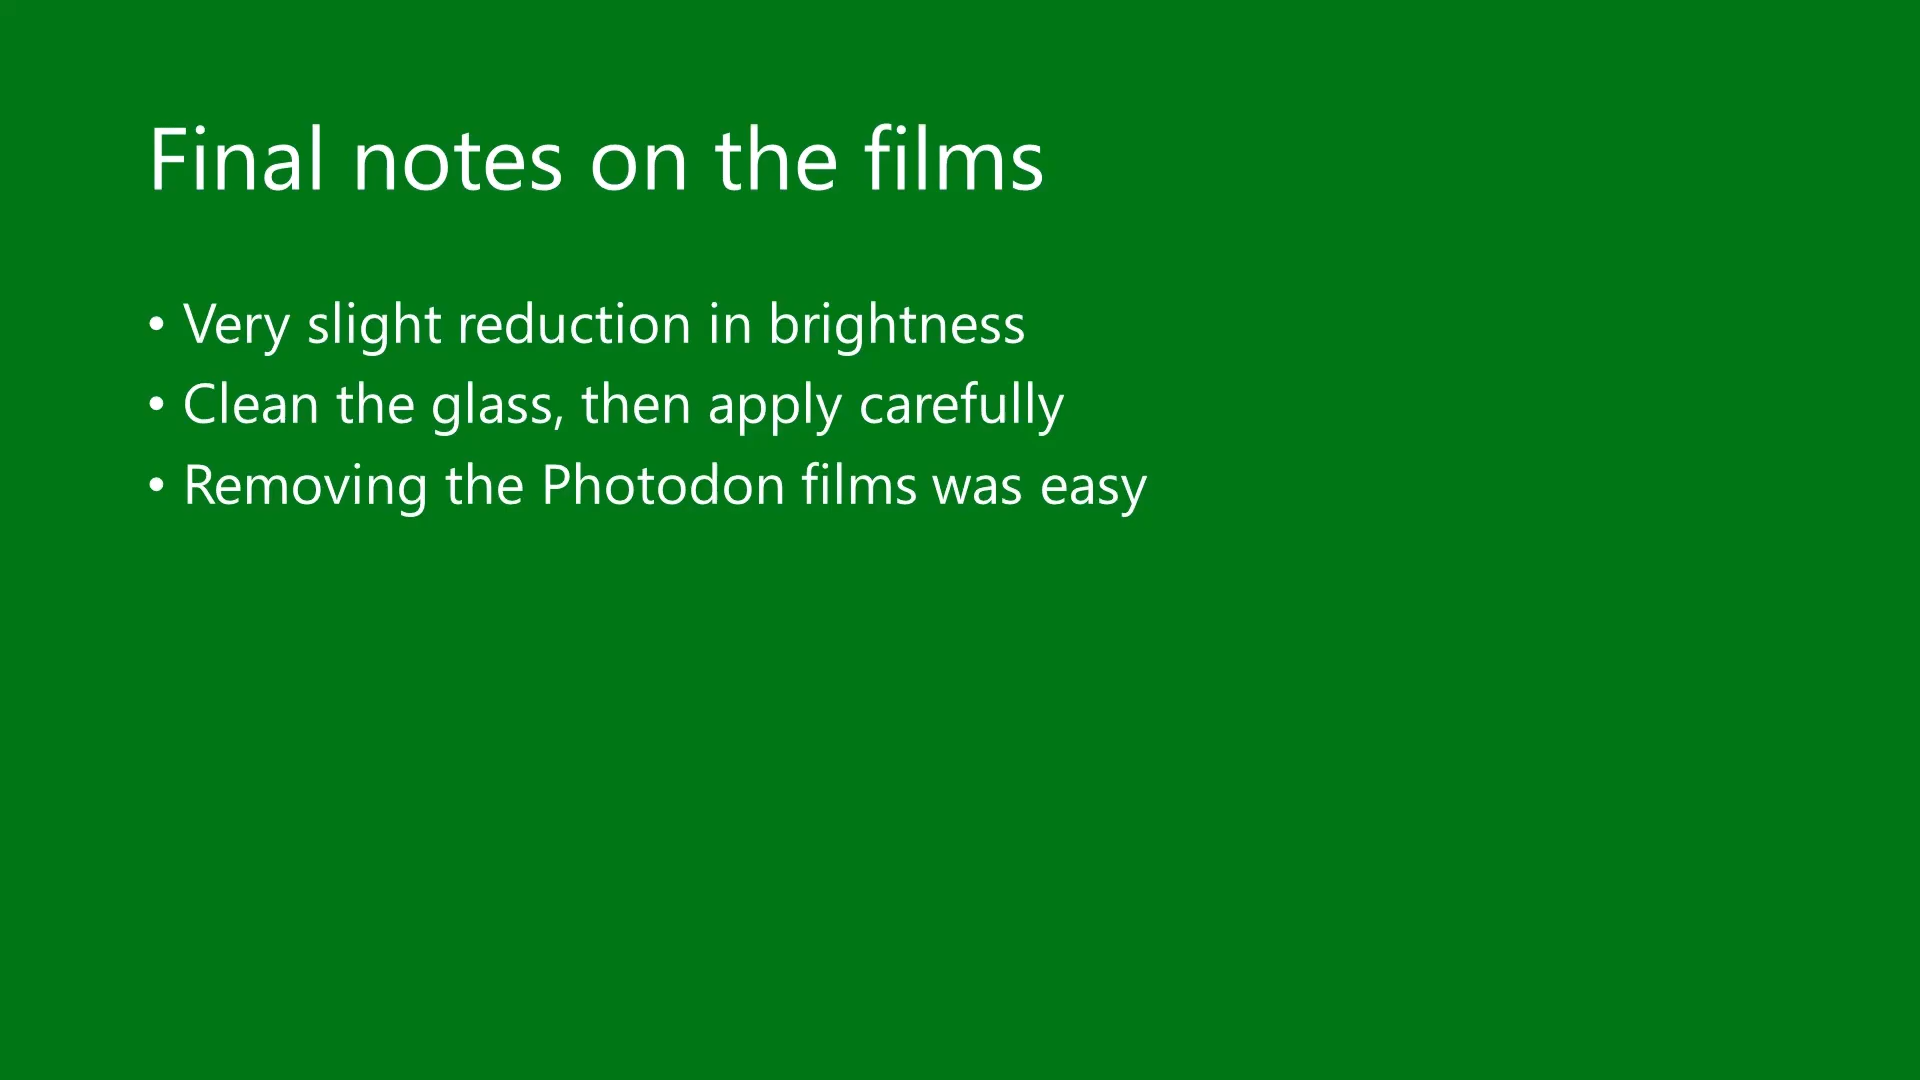 Final notes on the films
• Very slight reduction in brightness
• Clean the glass, then apply carefully
• Removing the Photodon films was easy